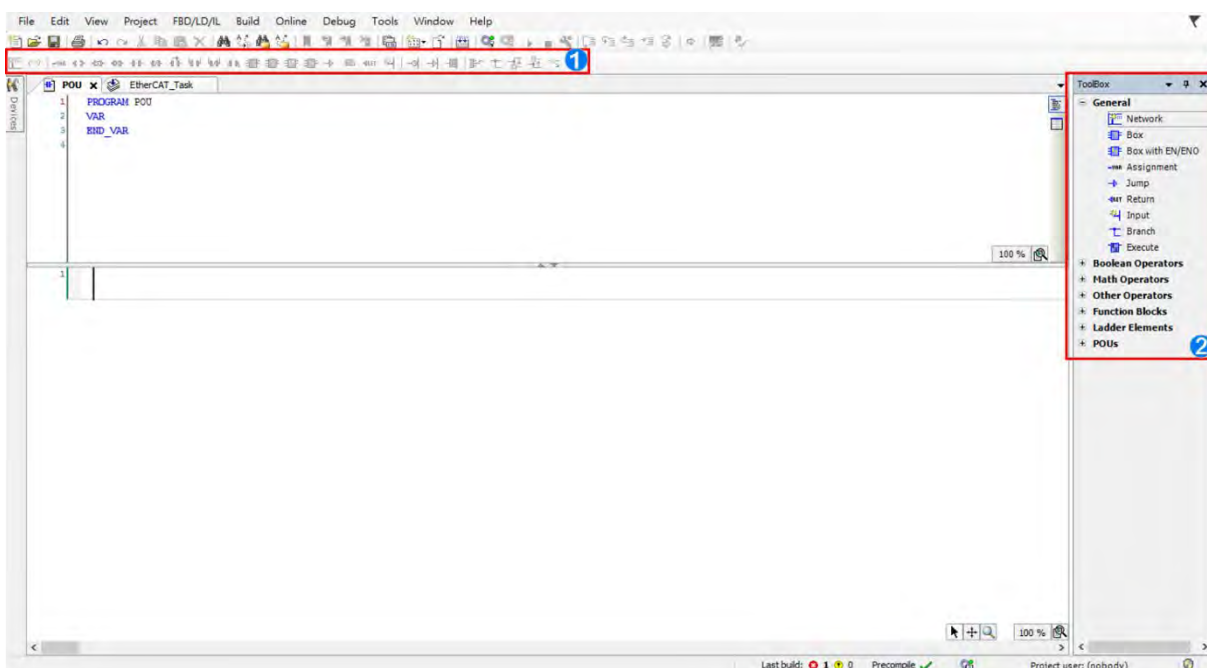 File Edit View Project FBD/LD/IL Build Online Debug Tools Window Help
1
Devices
POU EtherCAT_Task
1 PROGRAM POU
2 VAR
3 END_VAR
4
100 %
1
ToolBox
General
Network
Box
Box with EN/ENO
Assignment
Jump
Return
Input
Branch
Execute
Boolean Operators
Math Operators
Other Operators
Function Blocks
Ladder Elements
POUs
2
100 %
Last build: 1 0 Precompile Project user: (nobody)